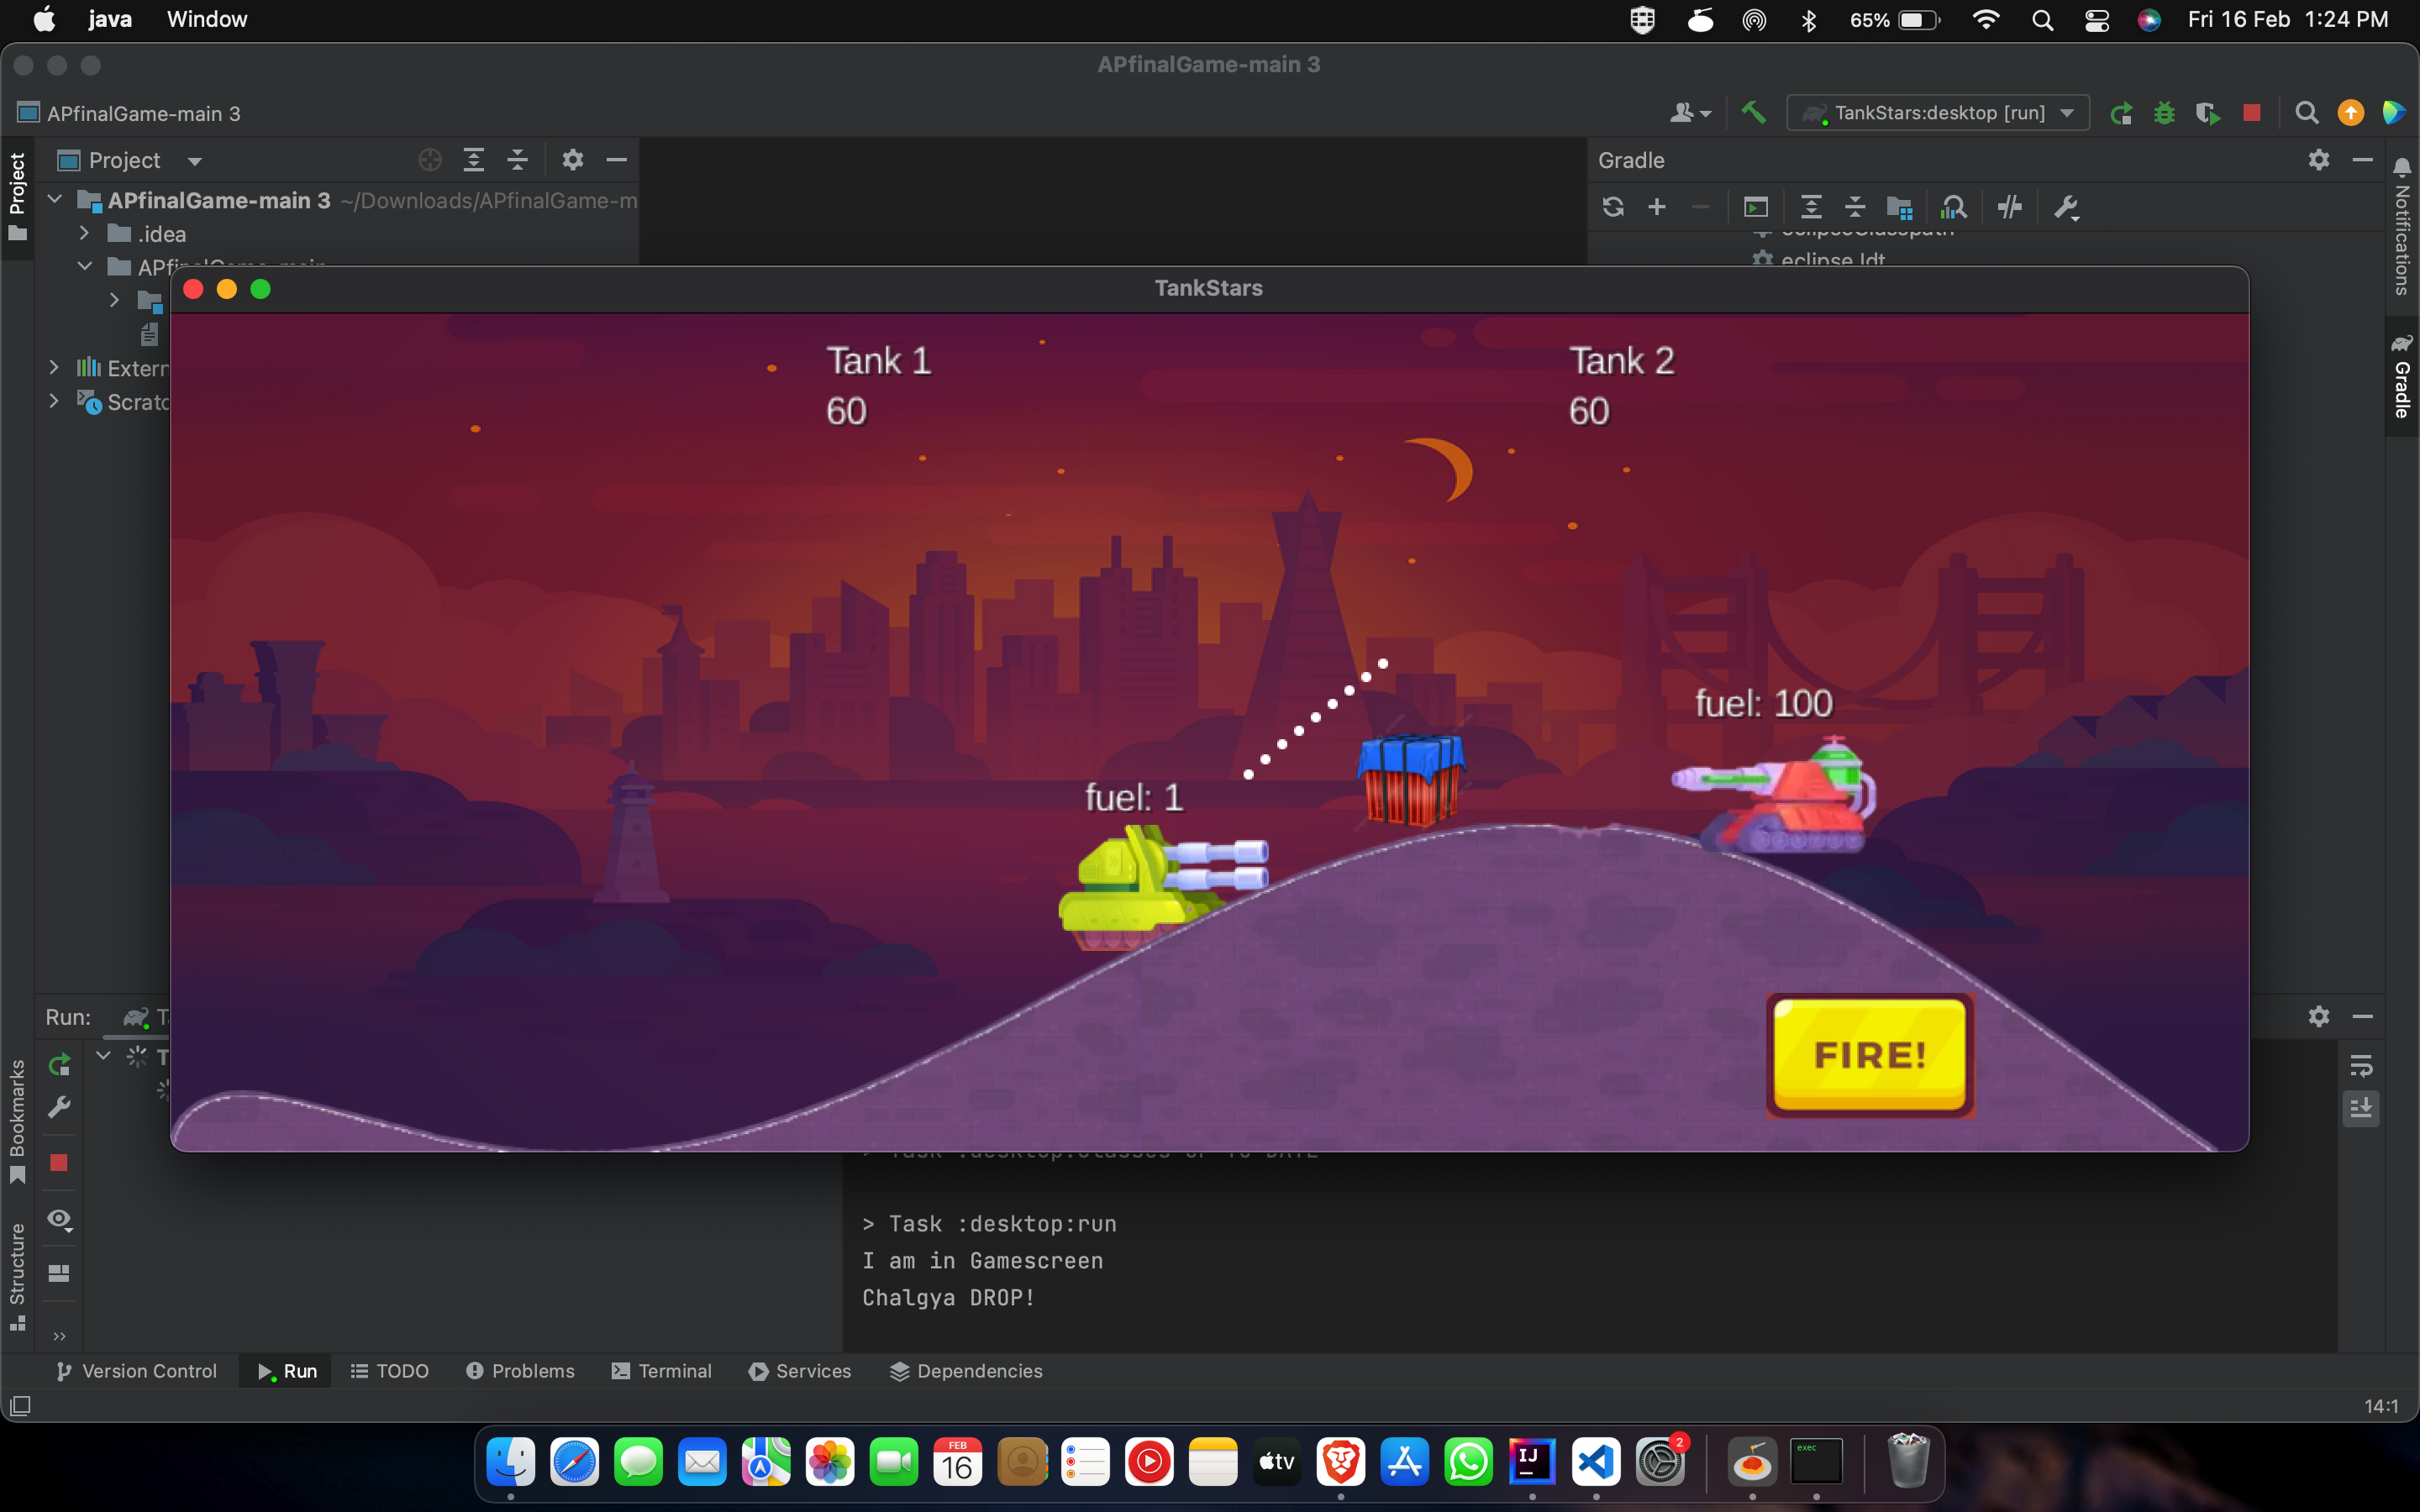 java Window 65% Fri 16 Feb 1:24 PM
APfinalGame-main 3
APfinalGame-main 3 TankStars:desktop [run]
Project Project Gradle Notifications
APfinalGame-main 3 ~/Downloads/APfinalGame-m
.idea
eclipse Jdt
TankStars
Extern
Scratc
Gradle
Tank 1 Tank 2
60 60
fuel: 100
fuel: 1
FIRE!
Run:
Bookmarks
Structure
> Task :desktop:run
I am in Gamescreen
Chalgya DROP!
Version Control Run TODO Problems Terminal Services Dependencies
14:1
FEB
16
tv
IJ
2
exec